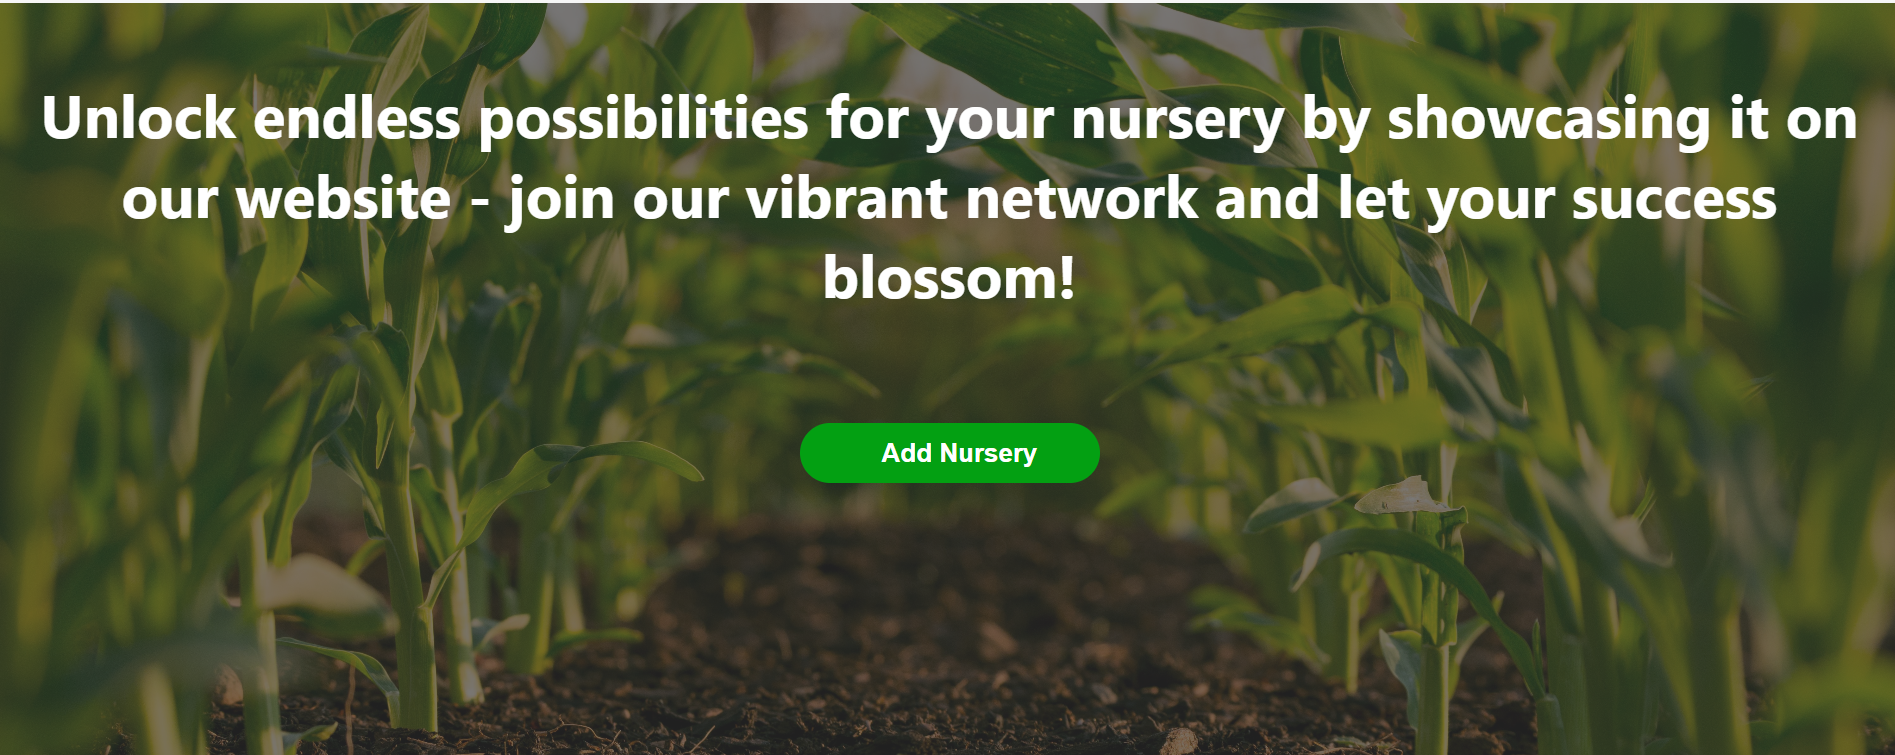 Unlock endless possibilities for your nursery by showcasing it on
our website - join our vibrant network and let your success
blossom!
Add Nursery